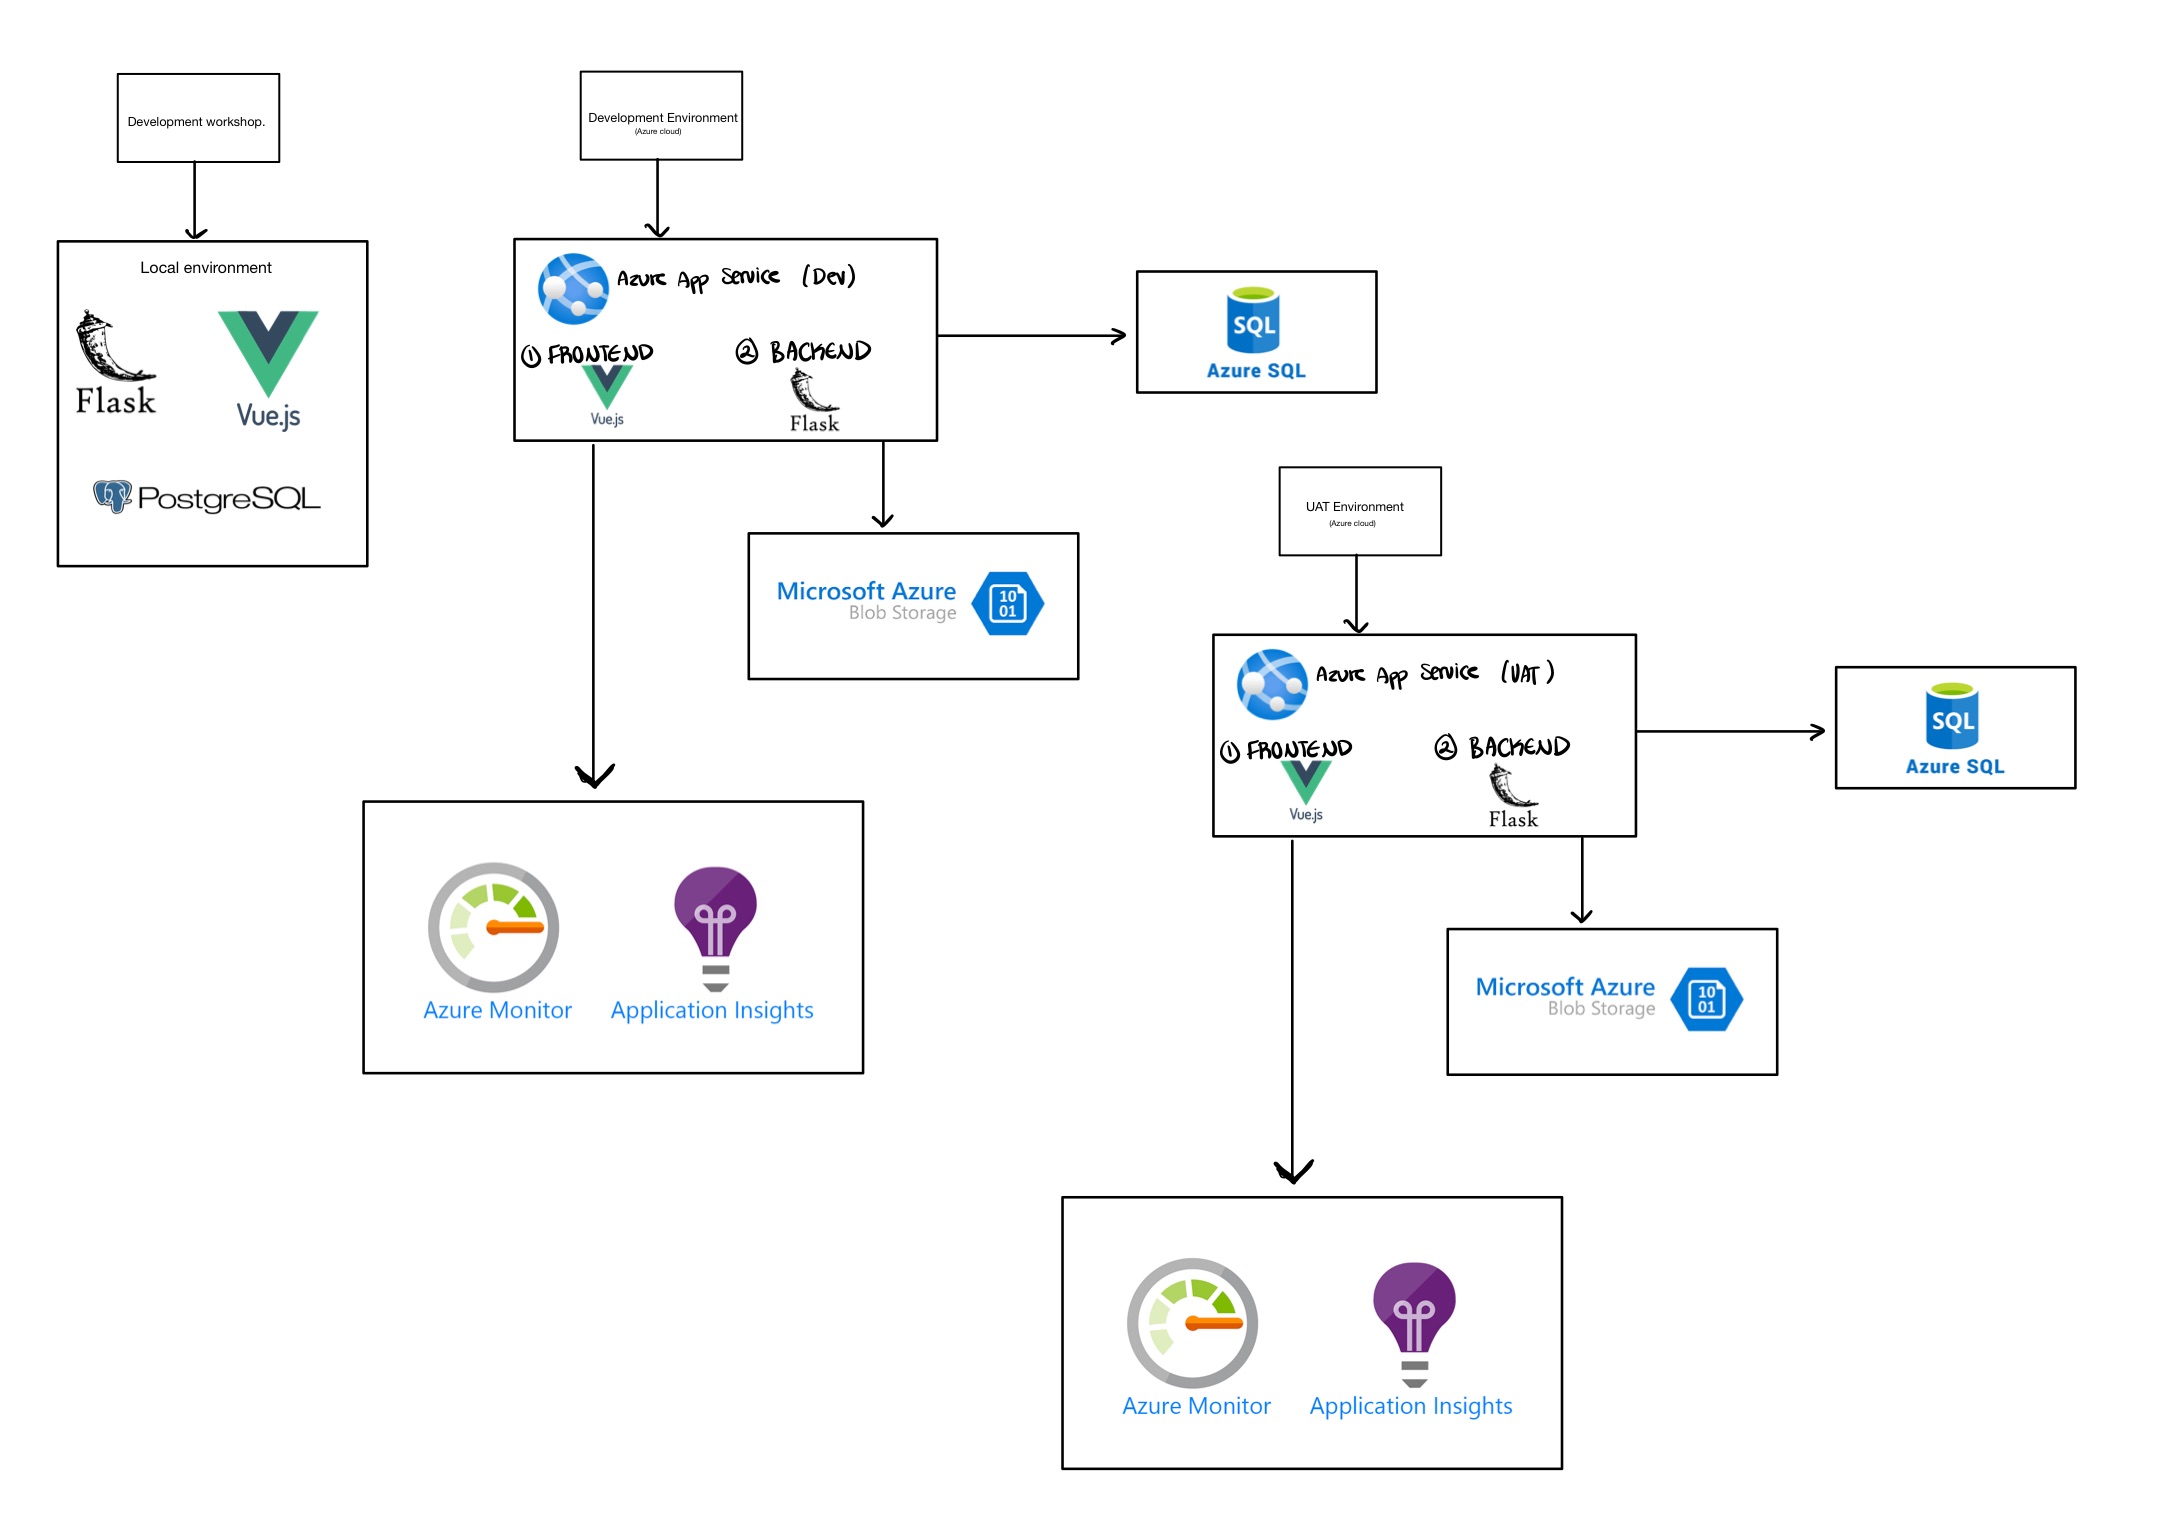 Development workshop.
Local environment
Flask
Vue.js
PostgreSQL
Development Environment
(Azure cloud)
Azure App Service (Dev)
① FRONTEND
② BACKEND
Vue.js
Flask
SQL
Azure SQL
Microsoft Azure
Blob Storage
10
01
Azure Monitor
Application Insights
UAT Environment
(Azure cloud)
Azure App Service (UAT)
① FRONTEND
② BACKEND
Vue.js
Flask
SQL
Azure SQL
Microsoft Azure
Blob Storage
10
01
Azure Monitor
Application Insights